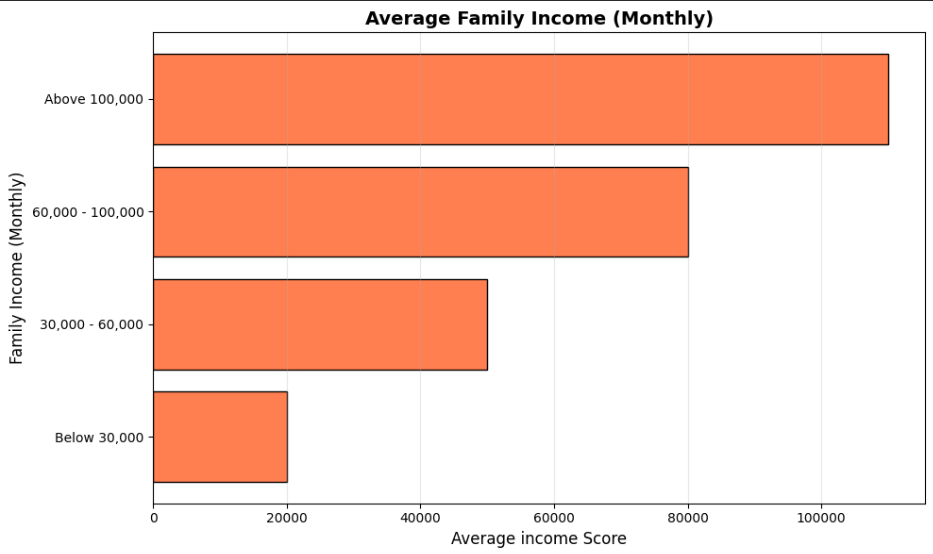 Average Family Income (Monthly)
Family Income (Monthly)
Above 100,000
60,000 - 100,000
30,000 - 60,000
Below 30,000
0 20000 40000 60000 80000 100000
Average income Score